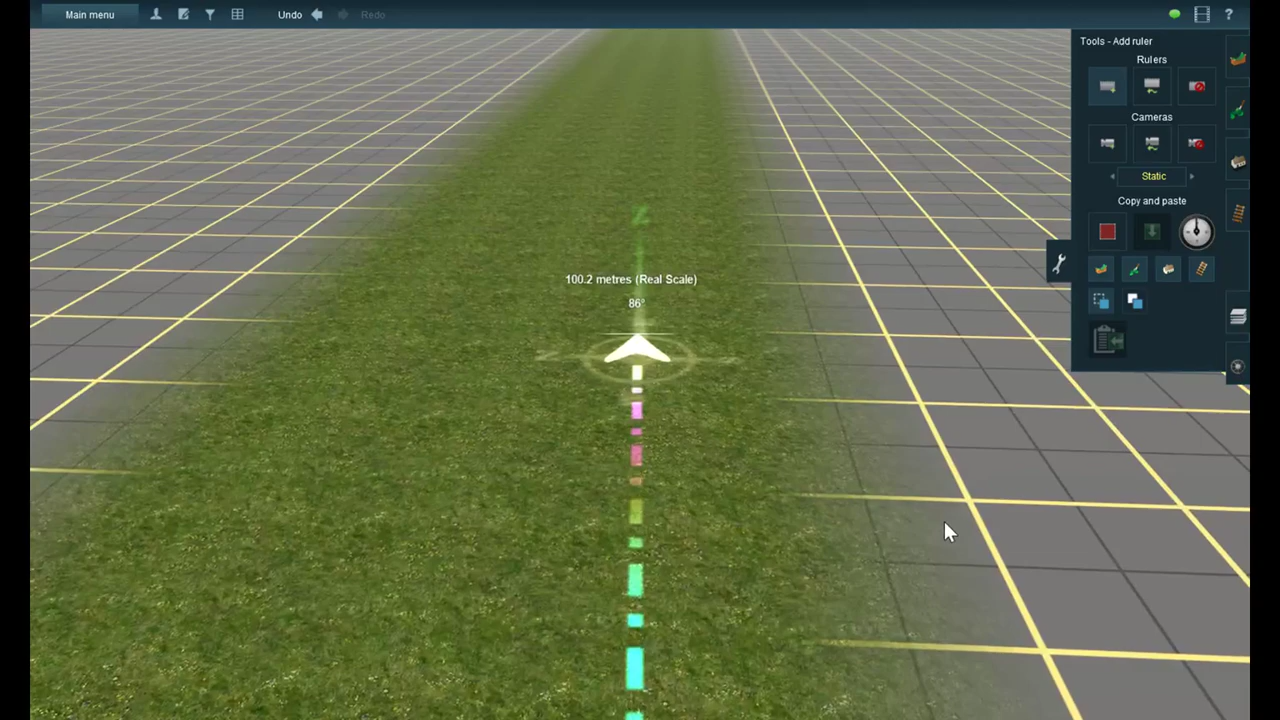 Main menu
Undo
Redo
?
Tools - Add ruler
Rulers
Cameras
Static
Copy and paste
100.2 metres (Real Scale)
86°